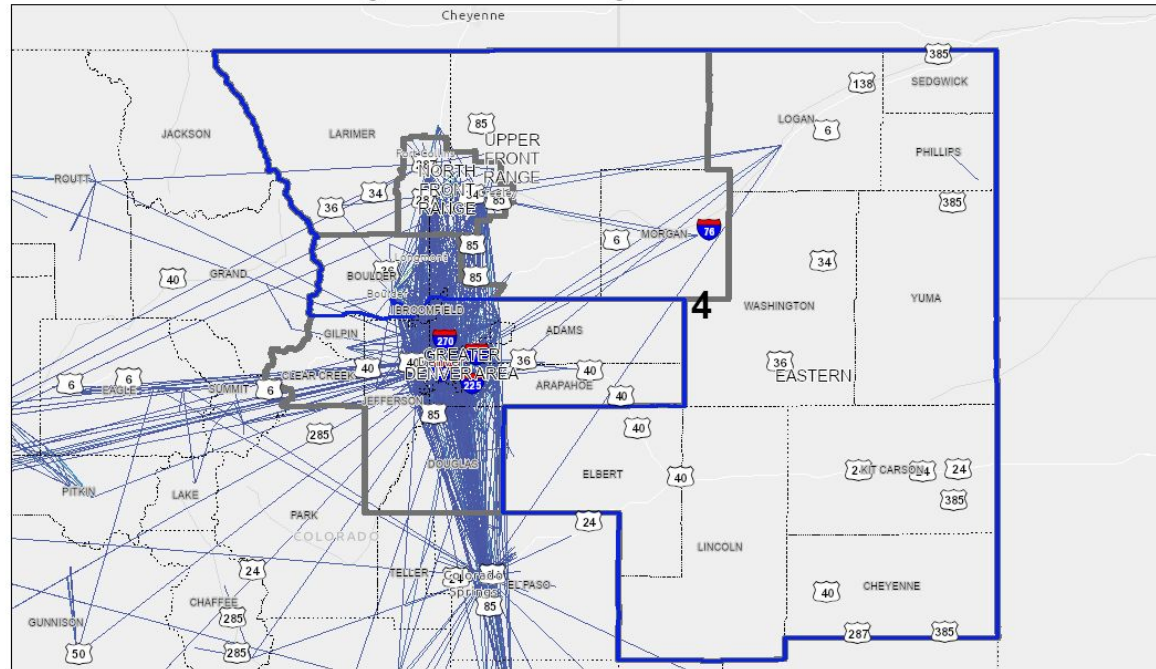 Cheyenne
385
SEDGWICK
138
LOGAN
6
JACKSON
LARIMER
85
UPPER
FRONT
RANGE
PHILLIPS
ROUTT
NORTH
FRONT
RANGE
34
36
85
385
MORGAN
76
6
85
34
GRAND
40
BOULDER
Longmont
85
YUMA
4
WASHINGTON
BROOMFIELD
GILPIN
270
ADAMS
GREATER
DENVER AREA
36
40
36
EASTERN
6
EAGLE
6
SUMMIT
6
CLEAR CREEK
40
225
ARAPAHOE
40
JEFFERSON
85
285
40
DOUGLAS
ELBERT
40
KIT CARSON
24
385
PITKIN
LAKE
PARK
COLORADO
24
LINCOLN
TELLER
Colorado
Springs
EL PASO
85
24
CHAFFEE
285
40
CHEYENNE
GUNNISON
50
285
287
385